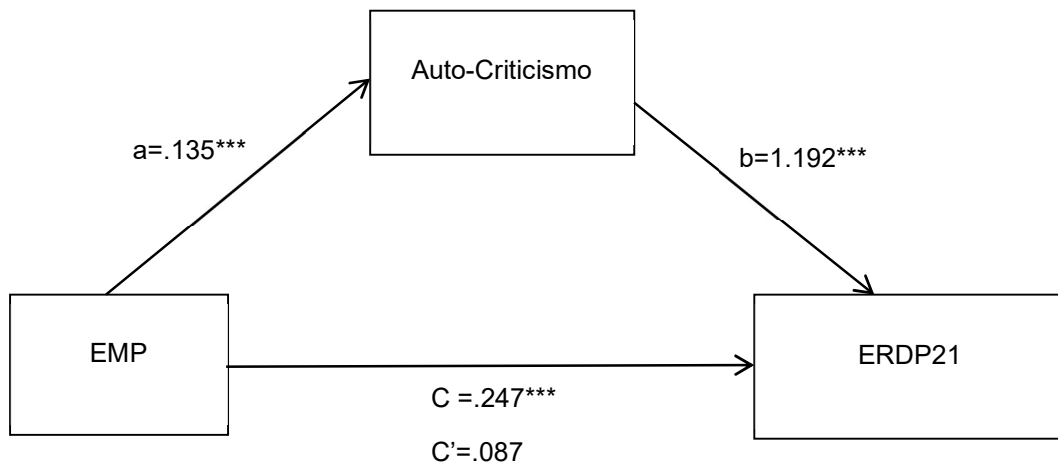 Auto-Criticismo
a=.135***
b=1.192***
EMP
ERDP21
C =.247***
C’=.087